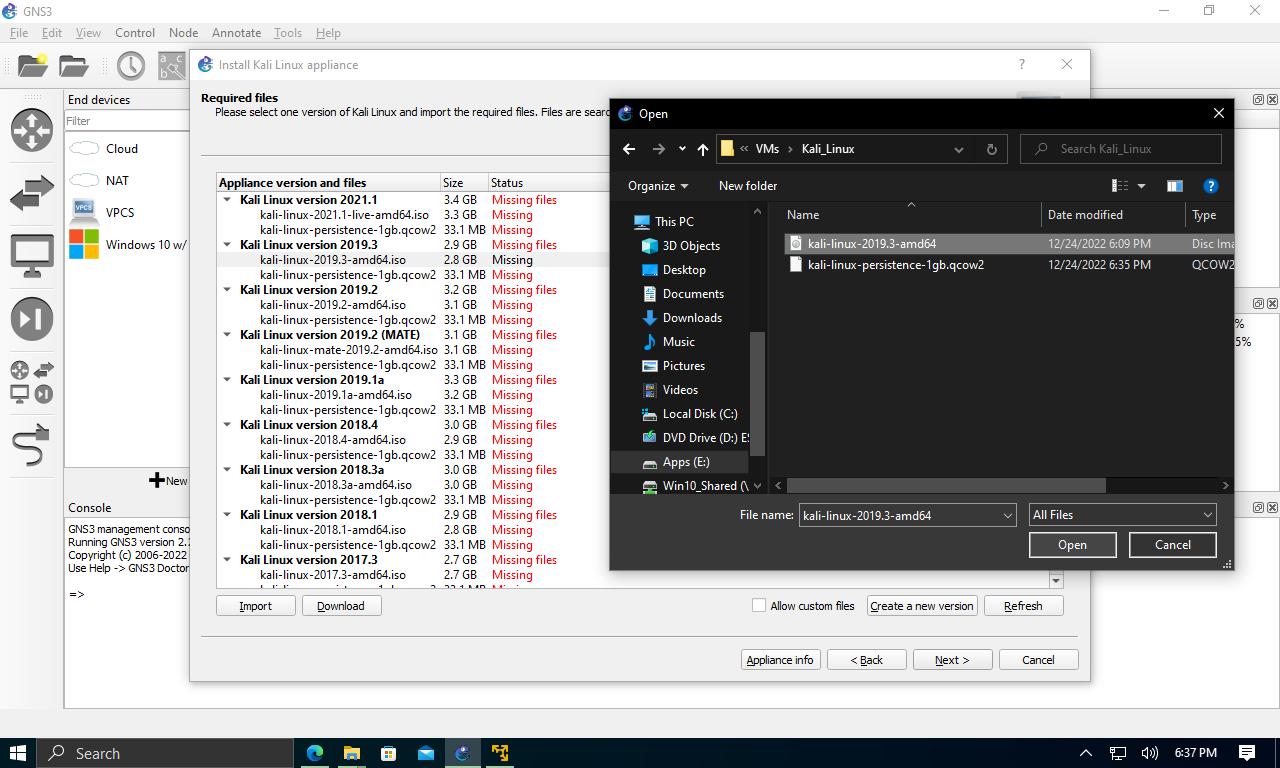 GNS3
File Edit View Control Node Annotate Tools Help
Install Kali Linux appliance
Required files
Please select one version of Kali Linux and import the required files. Files are sear
End devices
Filter
Cloud
NAT
VPCS
Windows 10 w/
New
Appliance version and files Size Status
Kali Linux version 2021.1 3.4 GB Missing files
kali-linux-2021.1-live-amd64.iso 3.3 GB Missing
kali-linux-persistence-1gb.qcow2 33.1 MB Missing
Kali Linux version 2019.3 2.9 GB Missing files
kali-linux-2019.3-amd64.iso 2.8 GB Missing
kali-linux-persistence-1gb.qcow2 33.1 MB Missing
Kali Linux version 2019.2 3.2 GB Missing files
kali-linux-2019.2-amd64.iso 3.1 GB Missing
kali-linux-persistence-1gb.qcow2 33.1 MB Missing
Kali Linux version 2019.2 (MATE) 3.1 GB Missing files
kali-linux-mate-2019.2-amd64.iso 3.1 GB Missing
kali-linux-persistence-1gb.qcow2 33.1 MB Missing
Kali Linux version 2019.1a 3.3 GB Missing files
kali-linux-2019.1a-amd64.iso 3.2 GB Missing
kali-linux-persistence-1gb.qcow2 33.1 MB Missing
Kali Linux version 2018.4 3.0 GB Missing files
kali-linux-2018.4-amd64.iso 2.9 GB Missing
kali-linux-persistence-1gb.qcow2 33.1 MB Missing
Kali Linux version 2018.3a 3.0 GB Missing files
kali-linux-2018.3a-amd64.iso 3.0 GB Missing
kali-linux-persistence-1gb.qcow2 33.1 MB Missing
Kali Linux version 2018.1 2.9 GB Missing files
kali-linux-2018.1-amd64.iso 2.8 GB Missing
kali-linux-persistence-1gb.qcow2 33.1 MB Missing
Kali Linux version 2017.3 2.7 GB Missing files
kali-linux-2017.3-amd64.iso 2.7 GB Missing
Import Download Allow custom files Create a new version Refresh
Appliance info < Back Next > Cancel
Open
VMs › Kali_Linux Search Kali_Linux
Organize New folder
This PC
3D Objects
Desktop
Documents
Downloads
Music
Pictures
Videos
Local Disk (C:)
DVD Drive (D:) ES
Apps (E:)
Win10_Shared (\
Name Date modified Type
kali-linux-2019.3-amd64 12/24/2022 6:09 PM Disc Ima
kali-linux-persistence-1gb.qcow2 12/24/2022 6:35 PM QCOW2
File name: kali-linux-2019.3-amd64 All Files
Open Cancel
%
5%
Console
GNS3 management conso
Running GNS3 version 2.
Copyright (c) 2006-2022
Use Help -> GNS3 Doctor
=>
Search
6:37 PM